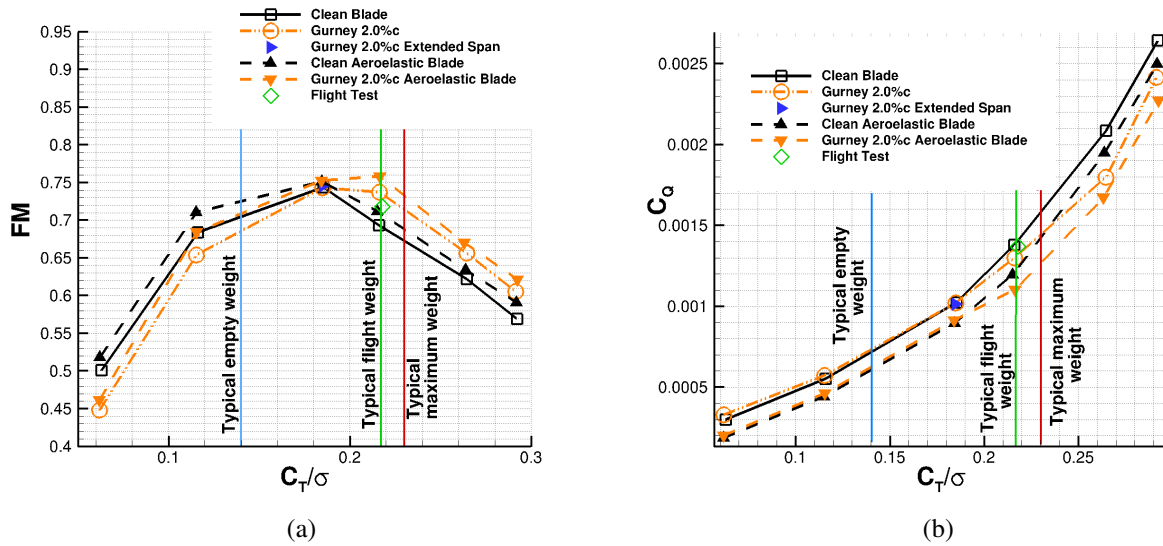 Clean Blade
Gurney 2.0%c
Gurney 2.0%c Extended Span
Clean Aeroelastic Blade
Gurney 2.0%c Aeroelastic Blade
Flight Test
0.95
0.9
0.85
0.8
0.75
0.7
0.65
0.6
0.55
0.5
0.45
0.4
FM
Typical empty weight
Typical flight weight
Typical
maximum weight
0.1
0.2
0.3
C_T/σ
(a)
Clean Blade
Gurney 2.0%c
Gurney 2.0%c Extended Span
Clean Aeroelastic Blade
Gurney 2.0%c Aeroelastic Blade
Flight Test
0.0025
0.002
0.0015
0.001
0.0005
C_Q
Typical empty
weight
Typical flight
weight
Typical maximum
weight
0.1
0.15
0.2
0.25
C_T/σ
(b)